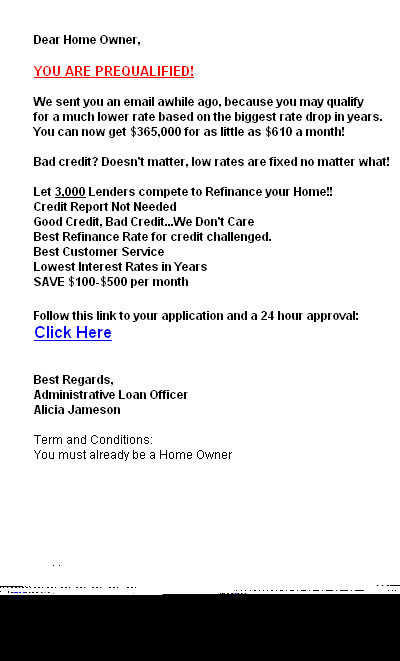 Dear Home Owner,
YOU ARE PREQUALIFIED!
We sent you an email awhile ago, because you may qualify
for a much lower rate based on the biggest rate drop in years.
You can now get $365,000 for as little as $610 a month!
Bad credit? Doesn't matter, low rates are fixed no matter what!
Let 3,000 Lenders compete to Refinance your Home!!
Credit Report Not Needed
Good Credit, Bad Credit...We Don't Care
Best Refinance Rate for credit challenged.
Best Customer Service
Lowest Interest Rates in Years
SAVE $100-$500 per month
Follow this link to your application and a 24 hour approval:
Click Here
Best Regards,
Administrative Loan Officer
Alicia Jameson
Term and Conditions:
You must already be a Home Owner